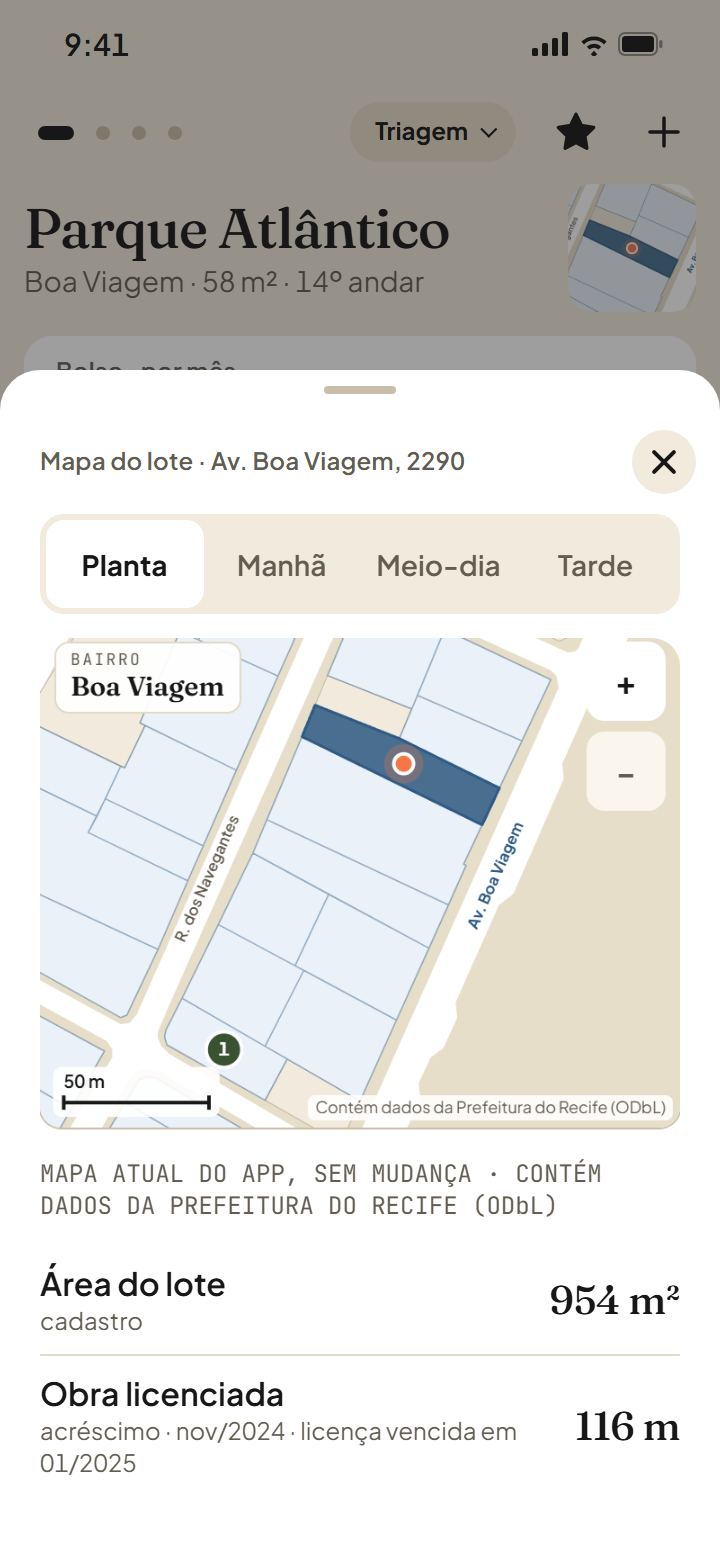 9:41
Triagem
Parque Atlântico
Boa Viagem · 58 m² · 14º andar
Mapa do lote · Av. Boa Viagem, 2290
Planta
Manhã
Meio-dia
Tarde
BAIRRO
Boa Viagem
+
−
R. dos Navegantes
Av. Boa Viagem
1
50 m
Contém dados da Prefeitura do Recife (ODbL)
MAPA ATUAL DO APP, SEM MUDANÇA · CONTÉM
DADOS DA PREFEITURA DO RECIFE (ODbL)
Área do lote
cadastro
954 m²
Obra licenciada
acréscimo · nov/2024 · licença vencida em
01/2025
116 m